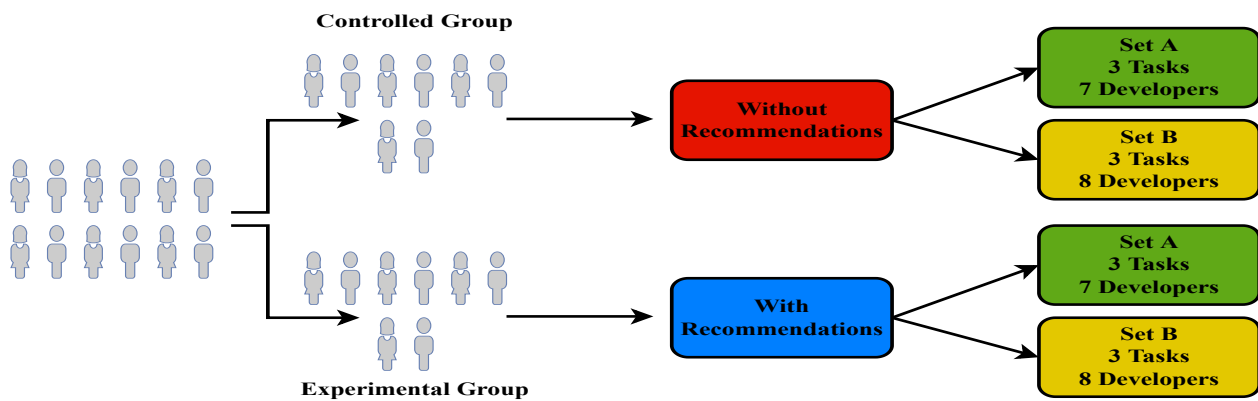 Controlled Group
Without
Recommendations
Set A
3 Tasks
7 Developers
Set B
3 Tasks
8 Developers
With
Recommendations
Set A
3 Tasks
7 Developers
Set B
3 Tasks
8 Developers
Experimental Group